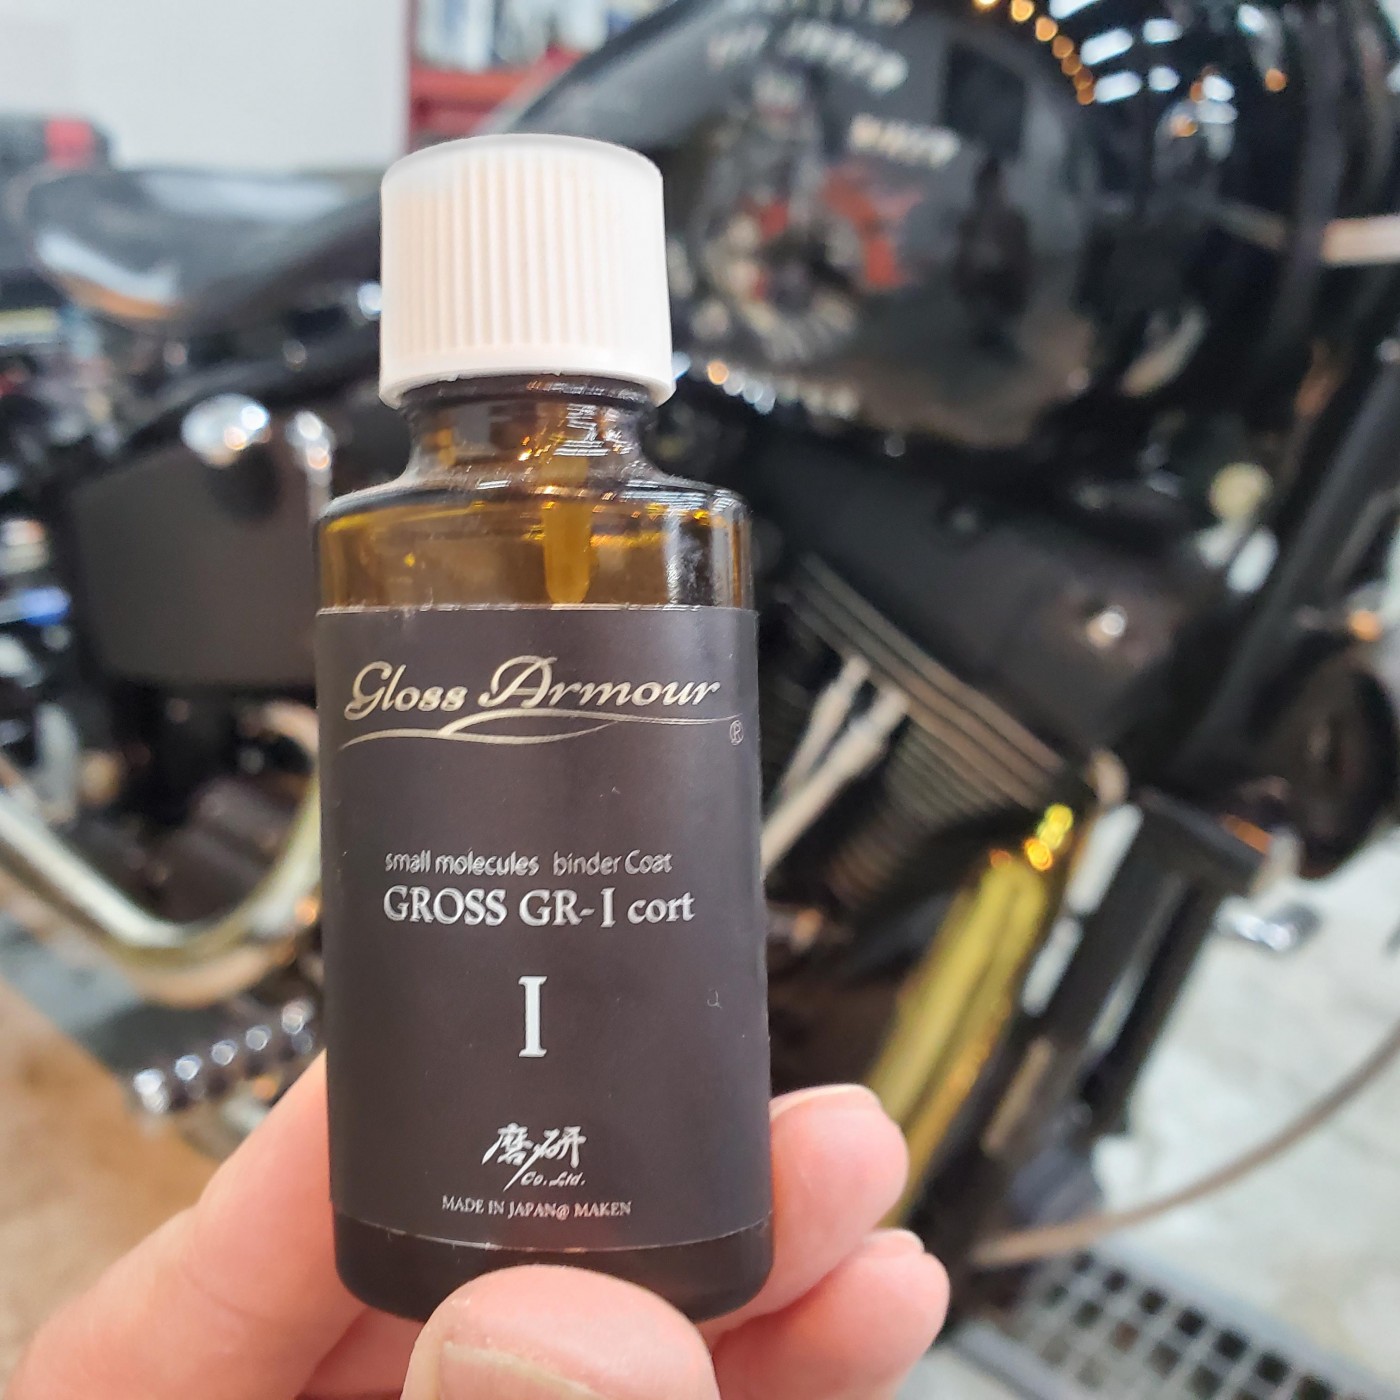 Gloss Armour
®
small molecules binder Coat
GROSS GR-I cort
I
磨研
Co.Ltd.
MADE IN JAPAN@ MAKEN